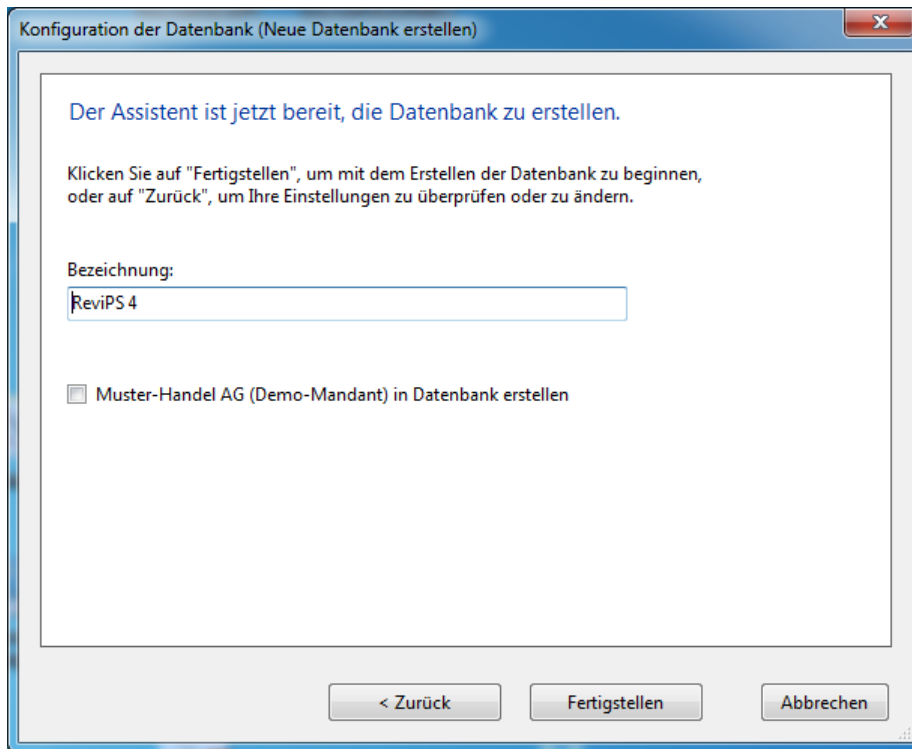 Konfiguration der Datenbank (Neue Datenbank erstellen)
Der Assistent ist jetzt bereit, die Datenbank zu erstellen.
Klicken Sie auf "Fertigstellen", um mit dem Erstellen der Datenbank zu beginnen,
oder auf "Zurück", um Ihre Einstellungen zu überprüfen oder zu ändern.
Bezeichnung:
ReviPS 4
Muster-Handel AG (Demo-Mandant) in Datenbank erstellen
< Zurück
Fertigstellen
Abbrechen